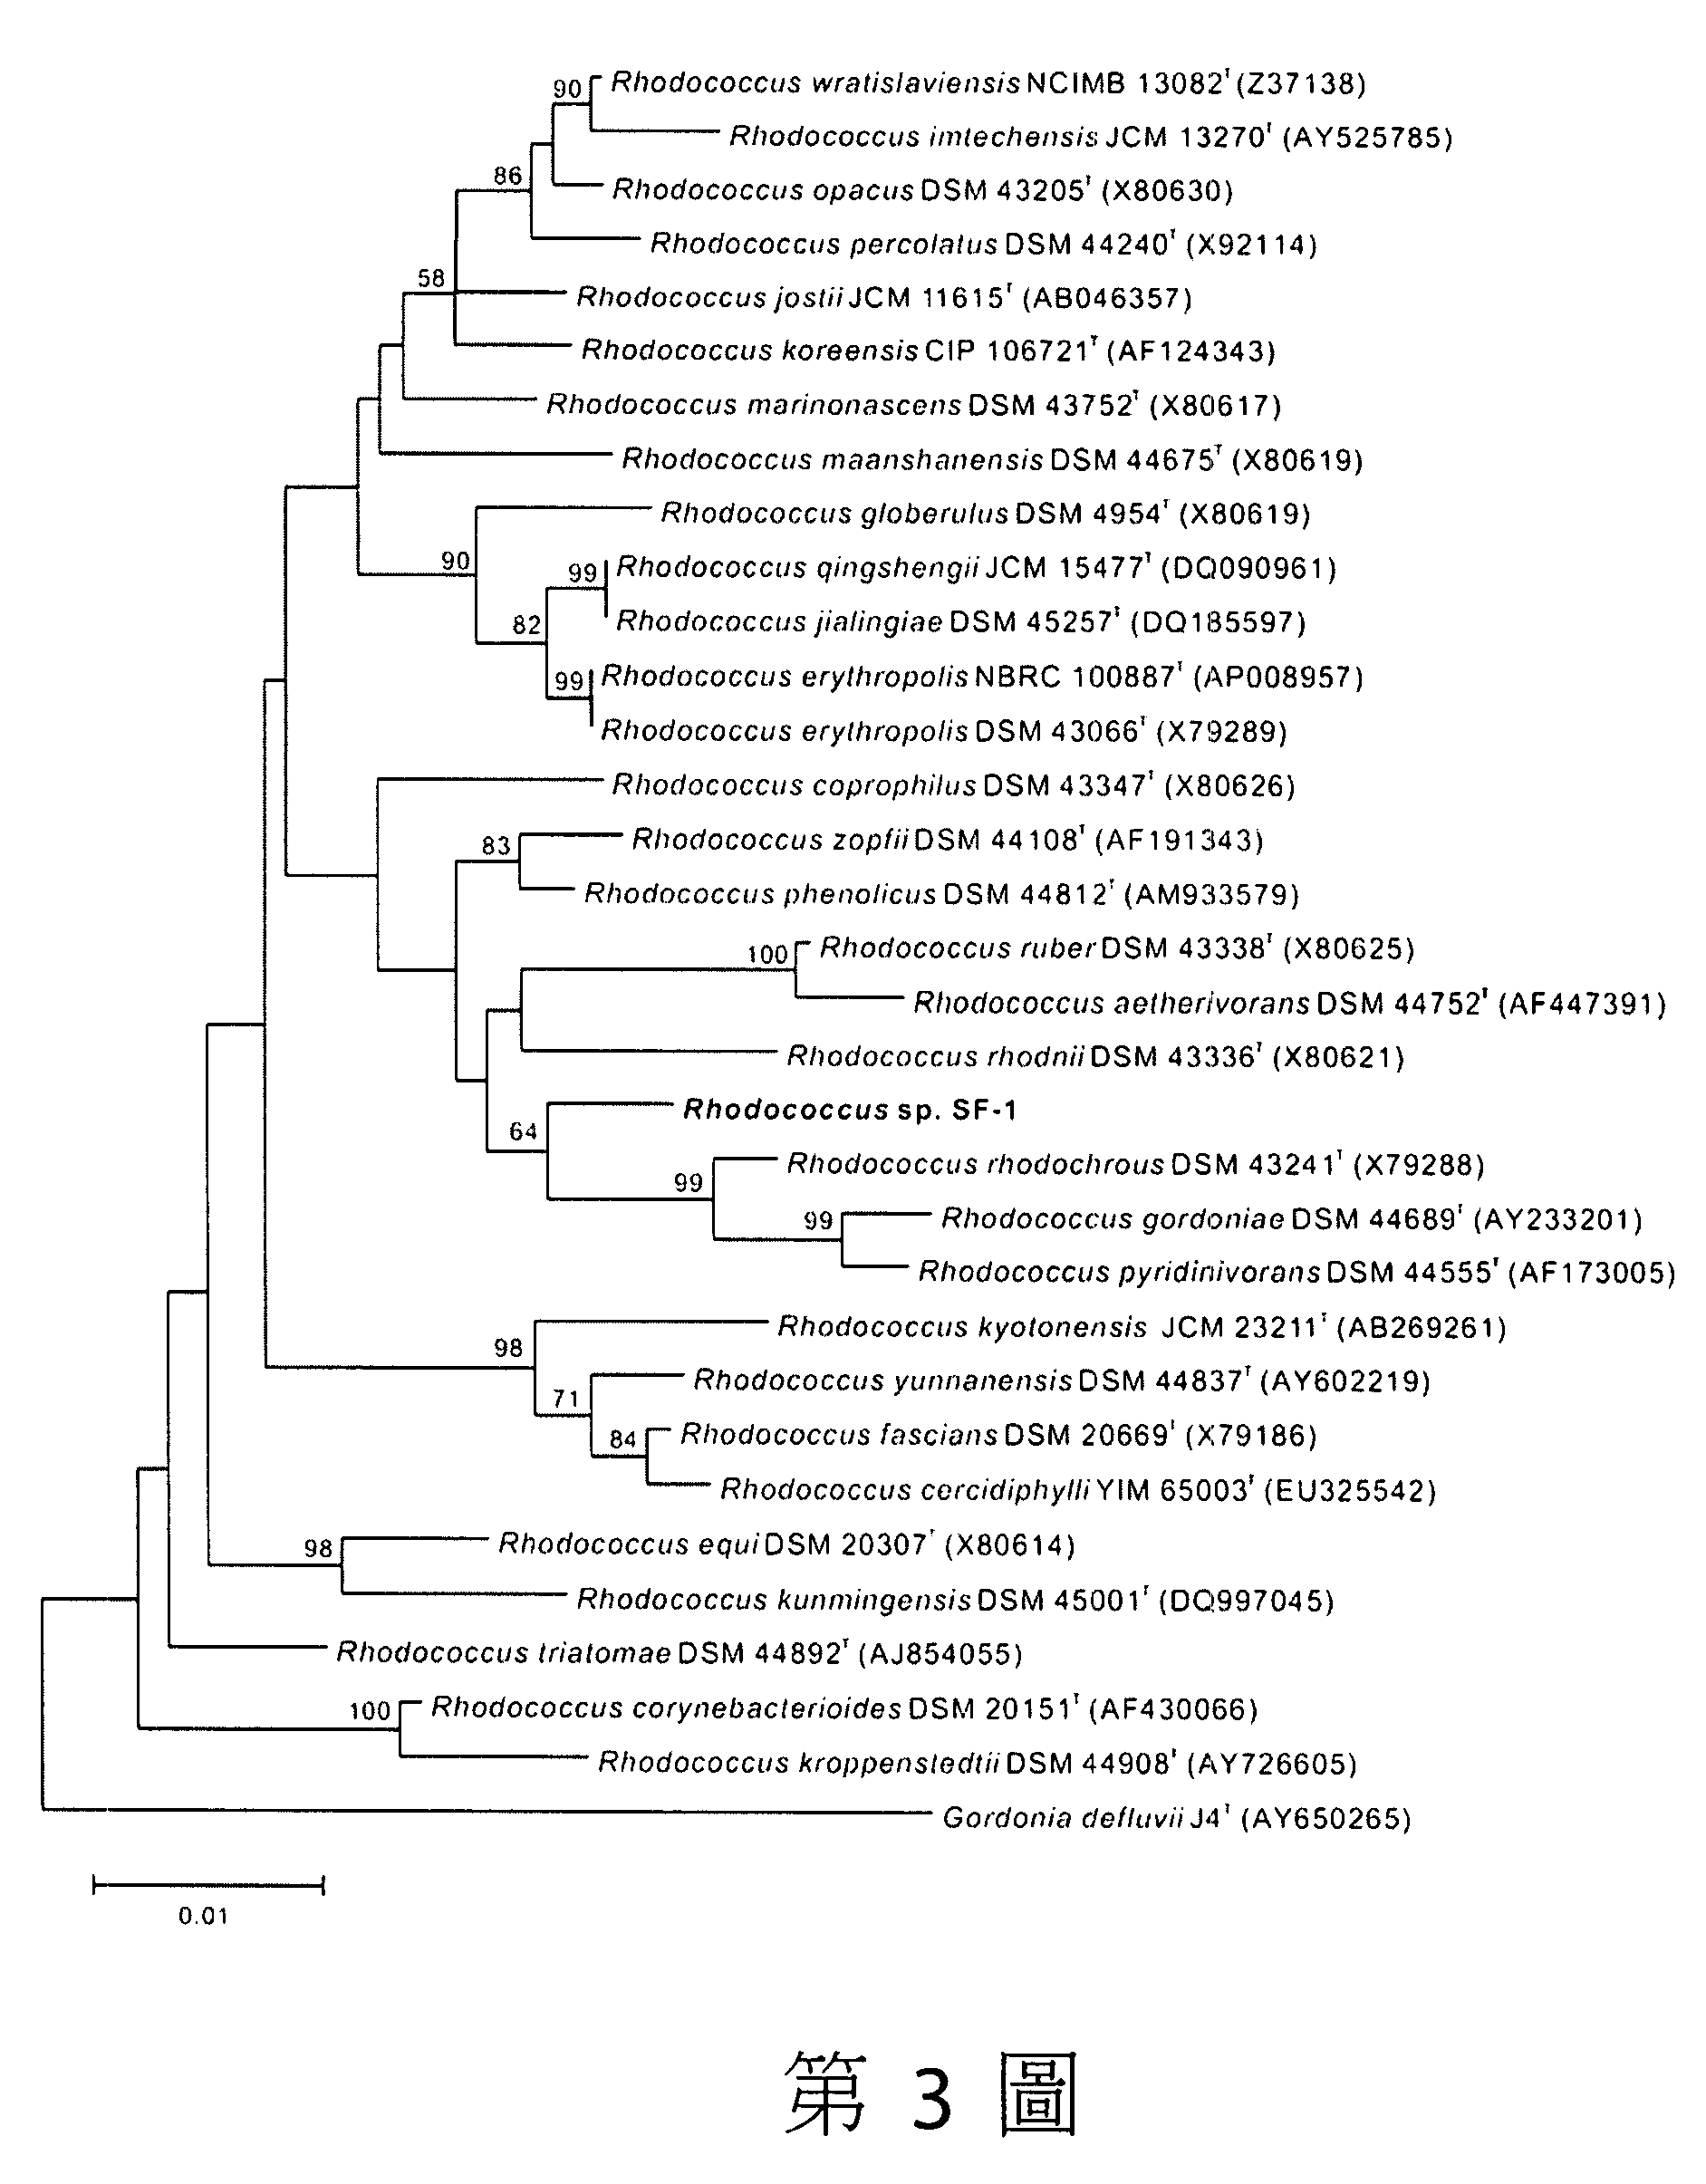 90
Rhodococcus wratislaviensis NCIMB 13082ᵀ (Z37138)
Rhodococcus imtechensis JCM 13270ᵀ (AY525785)
86
Rhodococcus opacus DSM 43205ᵀ (X80630)
Rhodococcus percolatus DSM 44240ᵀ (X92114)
58
Rhodococcus jostii JCM 11615ᵀ (AB046357)
Rhodococcus koreensis CIP 106721ᵀ (AF124343)
Rhodococcus marinonascens DSM 43752ᵀ (X80617)
Rhodococcus maanshanensis DSM 44675ᵀ (X80619)
Rhodococcus globerulus DSM 4954ᵀ (X80619)
90
99
Rhodococcus qingshengii JCM 15477ᵀ (DQ090961)
Rhodococcus jialingiae DSM 45257ᵀ (DQ185597)
82
99
Rhodococcus erythropolis NBRC 100887ᵀ (AP008957)
Rhodococcus erythropolis DSM 43066ᵀ (X79289)
Rhodococcus coprophilus DSM 43347ᵀ (X80626)
83
Rhodococcus zopfii DSM 44108ᵀ (AF191343)
Rhodococcus phenolicus DSM 44812ᵀ (AM933579)
100
Rhodococcus ruber DSM 43338ᵀ (X80625)
Rhodococcus aetherivorans DSM 44752ᵀ (AF447391)
Rhodococcus rhodnii DSM 43336ᵀ (X80621)
Rhodococcus sp. SF-1
64
Rhodococcus rhodochrous DSM 43241ᵀ (X79288)
99
99
Rhodococcus gordoniae DSM 44689ᵀ (AY233201)
Rhodococcus pyridinivorans DSM 44555ᵀ (AF173005)
Rhodococcus kyotonensis JCM 23211ᵀ (AB269261)
98
Rhodococcus yunnanensis DSM 44837ᵀ (AY602219)
71
84
Rhodococcus fascians DSM 20669ᵀ (X79186)
Rhodococcus cercidiphylli YIM 65003ᵀ (EU325542)
98
Rhodococcus equi DSM 20307ᵀ (X80614)
Rhodococcus kunmingensis DSM 45001ᵀ (DQ997045)
Rhodococcus triatomae DSM 44892ᵀ (AJ854055)
100
Rhodococcus corynebacterioides DSM 20151ᵀ (AF430066)
Rhodococcus kroppenstedtii DSM 44908ᵀ (AY726605)
Gordonia defluvii J4ᵀ (AY650265)
0.01
第 3 圖